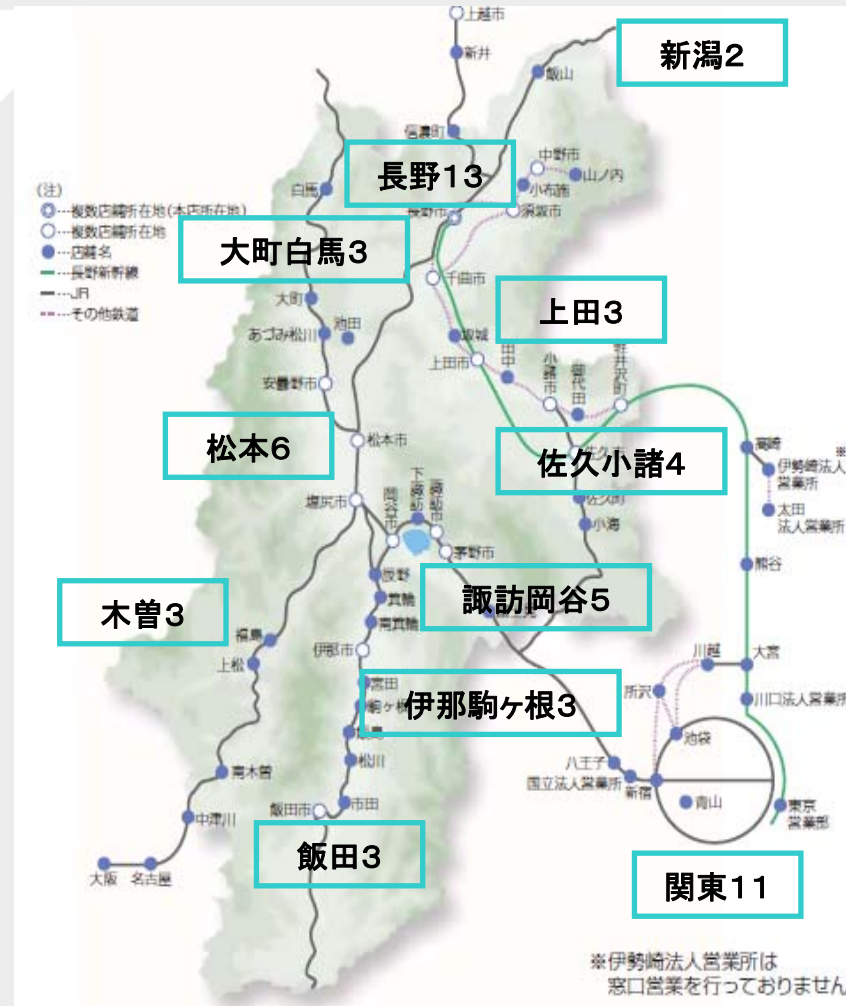 上越市
新井
新潟2
飯山
信濃町
中野市
山ノ内
長野13
小布施
白馬
長野市
須坂市
(注)
複数店舗所在地(本店所在地)
複数店舗所在地
店舗名
長野新幹線
JR
その他鉄道
大町白馬3
千曲市
大町
上田3
あづみ松川
池田
坂城
上田市
田中
小諸市
御代田
軽井沢町
安曇野市
松本6
松本市
佐久小諸4
佐久市
高崎
※
伊勢崎法人
営業所
塩尻市
岡谷市
下諏訪
諏訪市
佐久町
小海
太田
法人営業所
茅野市
辰野
熊谷
木曽3
箕輪
諏訪岡谷5
富士見
福島
南箕輪
上松
伊那市
川越
大宮
宮田
所沢
川口法人営業所
駒ヶ根
伊那駒ヶ根3
飯島
池袋
松川
八王子
南木曽
国立法人営業所
新宿
飯田市
市田
青山
東京
営業部
中津川
飯田3
大阪
名古屋
関東11
※伊勢崎法人営業所は
窓口営業を行っておりません